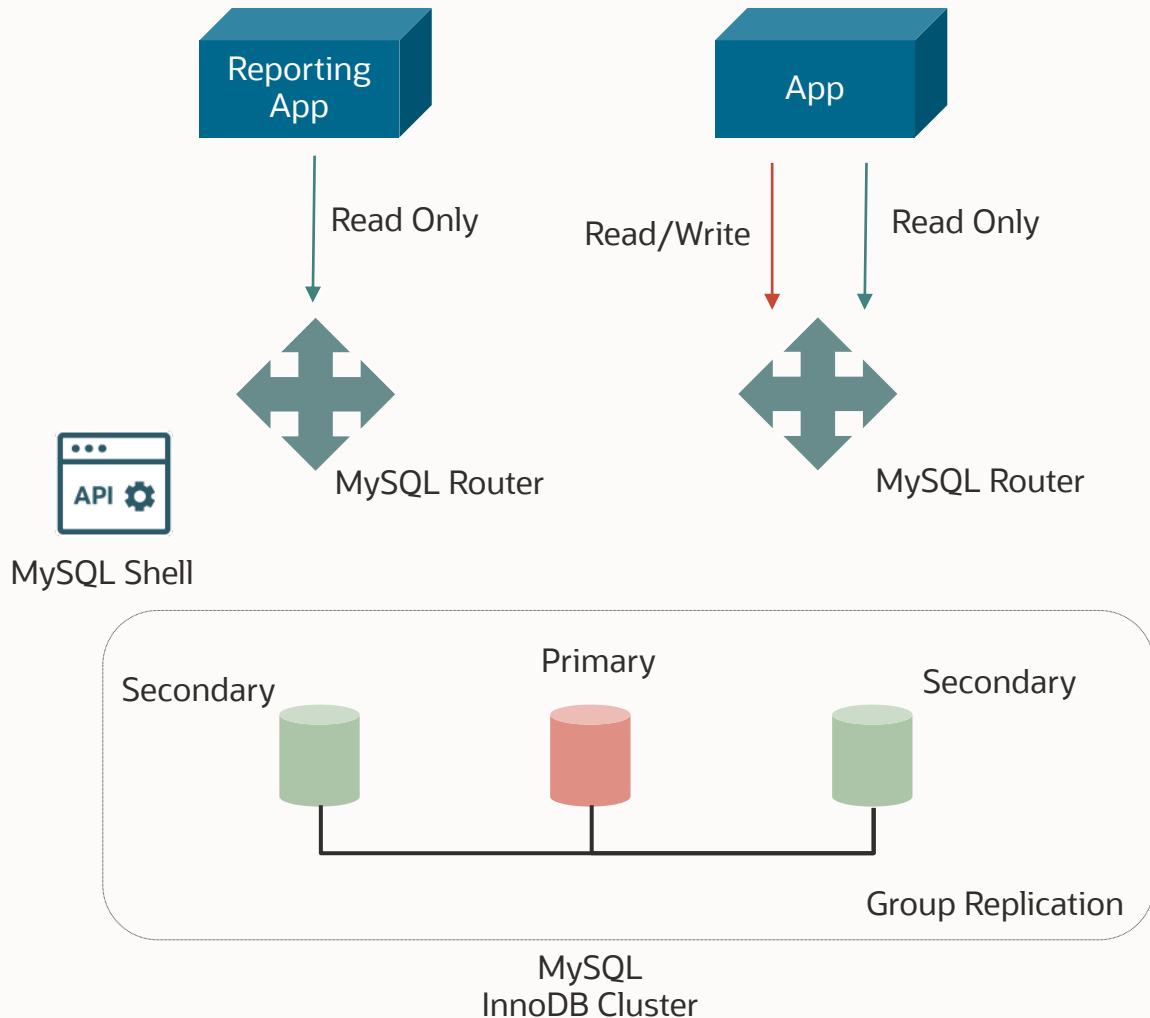 Reporting
App
App
Read Only
Read/Write
Read Only
MySQL Router
MySQL Router
API
MySQL Shell
Primary
Secondary
Secondary
Group Replication
MySQL
InnoDB Cluster